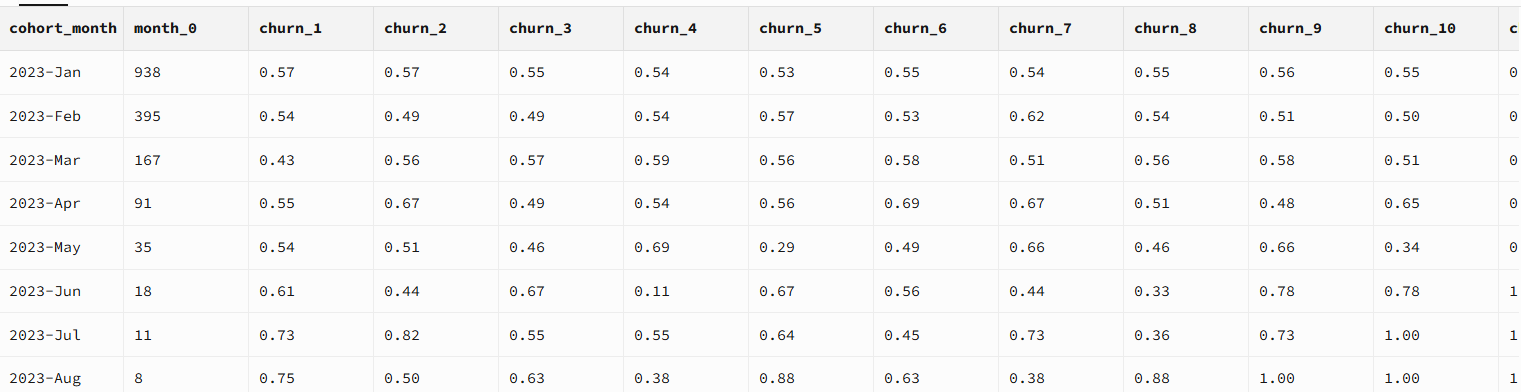 cohort_month month_0 churn_1 churn_2 churn_3 churn_4 churn_5 churn_6 churn_7 churn_8 churn_9 churn_10 c
2023-Jan 938 0.57 0.57 0.55 0.54 0.53 0.55 0.54 0.55 0.56 0.55 0
2023-Feb 395 0.54 0.49 0.49 0.54 0.57 0.53 0.62 0.54 0.51 0.50 0
2023-Mar 167 0.43 0.56 0.57 0.59 0.56 0.58 0.51 0.56 0.58 0.51 0
2023-Apr 91 0.55 0.67 0.49 0.54 0.56 0.69 0.67 0.51 0.48 0.65 0
2023-May 35 0.54 0.51 0.46 0.69 0.29 0.49 0.66 0.46 0.66 0.34 0
2023-Jun 18 0.61 0.44 0.67 0.11 0.67 0.56 0.44 0.33 0.78 0.78 1
2023-Jul 11 0.73 0.82 0.55 0.55 0.64 0.45 0.73 0.36 0.73 1.00 1
2023-Aug 8 0.75 0.50 0.63 0.38 0.88 0.63 0.38 0.88 1.00 1.00 1